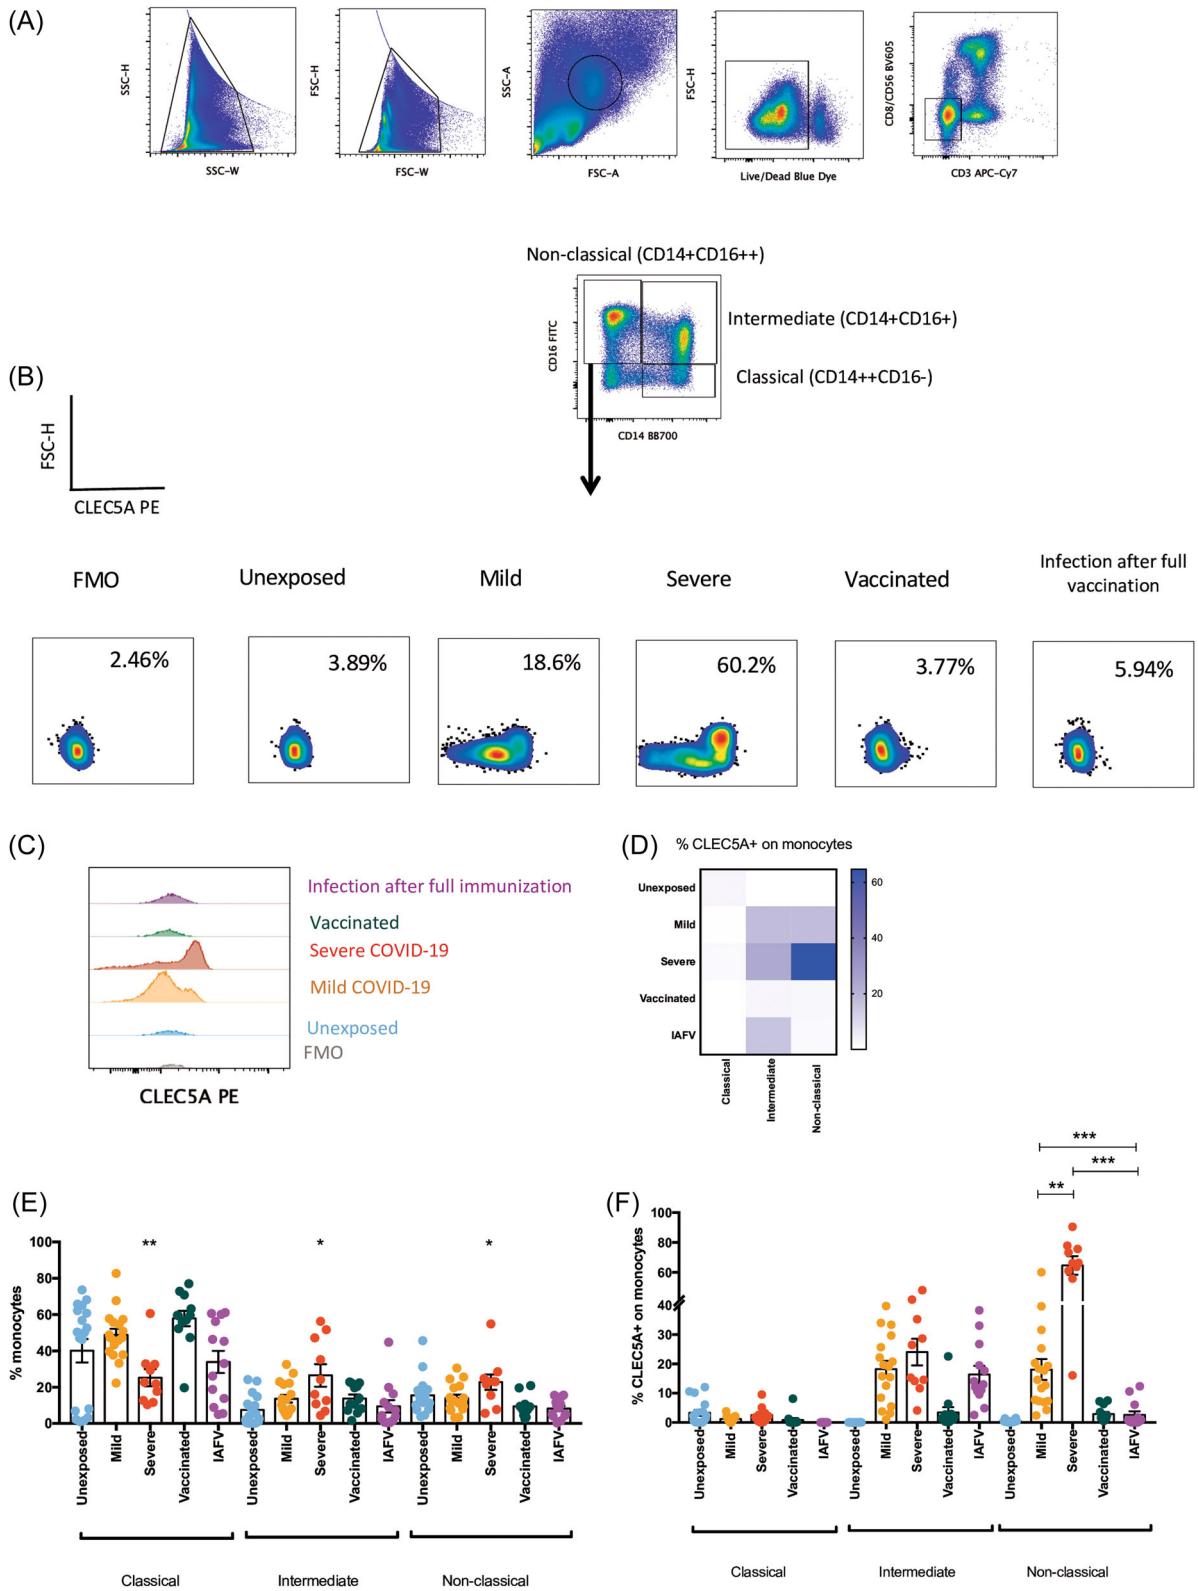 (A)
SSC-H
SSC-W
FSC-H
FSC-W
SSC-A
FSC-A
FSC-H
Live/Dead Blue Dye
CD8/CD56 BV605
CD3 APC-Cy7
Non-classical (CD14+CD16++)
Intermediate (CD14+CD16+)
Classical (CD14++CD16-)
CD16 FITC
CD14 BB700
(B)
FSC-H
CLEC5A PE
FMO
Unexposed
Mild
Severe
Vaccinated
Infection after full
vaccination
2.46%
3.89%
18.6%
60.2%
3.77%
5.94%
(C)
Infection after full immunization
Vaccinated
Severe COVID-19
Mild COVID-19
Unexposed
FMO
CLEC5A PE
(D)
% CLEC5A+ on monocytes
Unexposed
Mild
Severe
Vaccinated
IAFV
Classical
Intermediate
Non-classical
60
40
20
(E)
% monocytes
100
80
60
40
20
0
**
*
*
Unexposed
Mild
Severe
Vaccinated
IAFV
Unexposed
Mild
Severe
Vaccinated
IAFV
Unexposed
Mild
Severe
Vaccinated
IAFV
Classical
Intermediate
Non-classical
(F)
% CLEC5A+ on monocytes
100
80
60
40
30
20
10
0
***
***
**
Unexposed
Mild
Severe
Vaccinated
IAFV
Unexposed
Mild
Severe
Vaccinated
IAFV
Unexposed
Mild
Severe
Vaccinated
IAFV
Classical
Intermediate
Non-classical